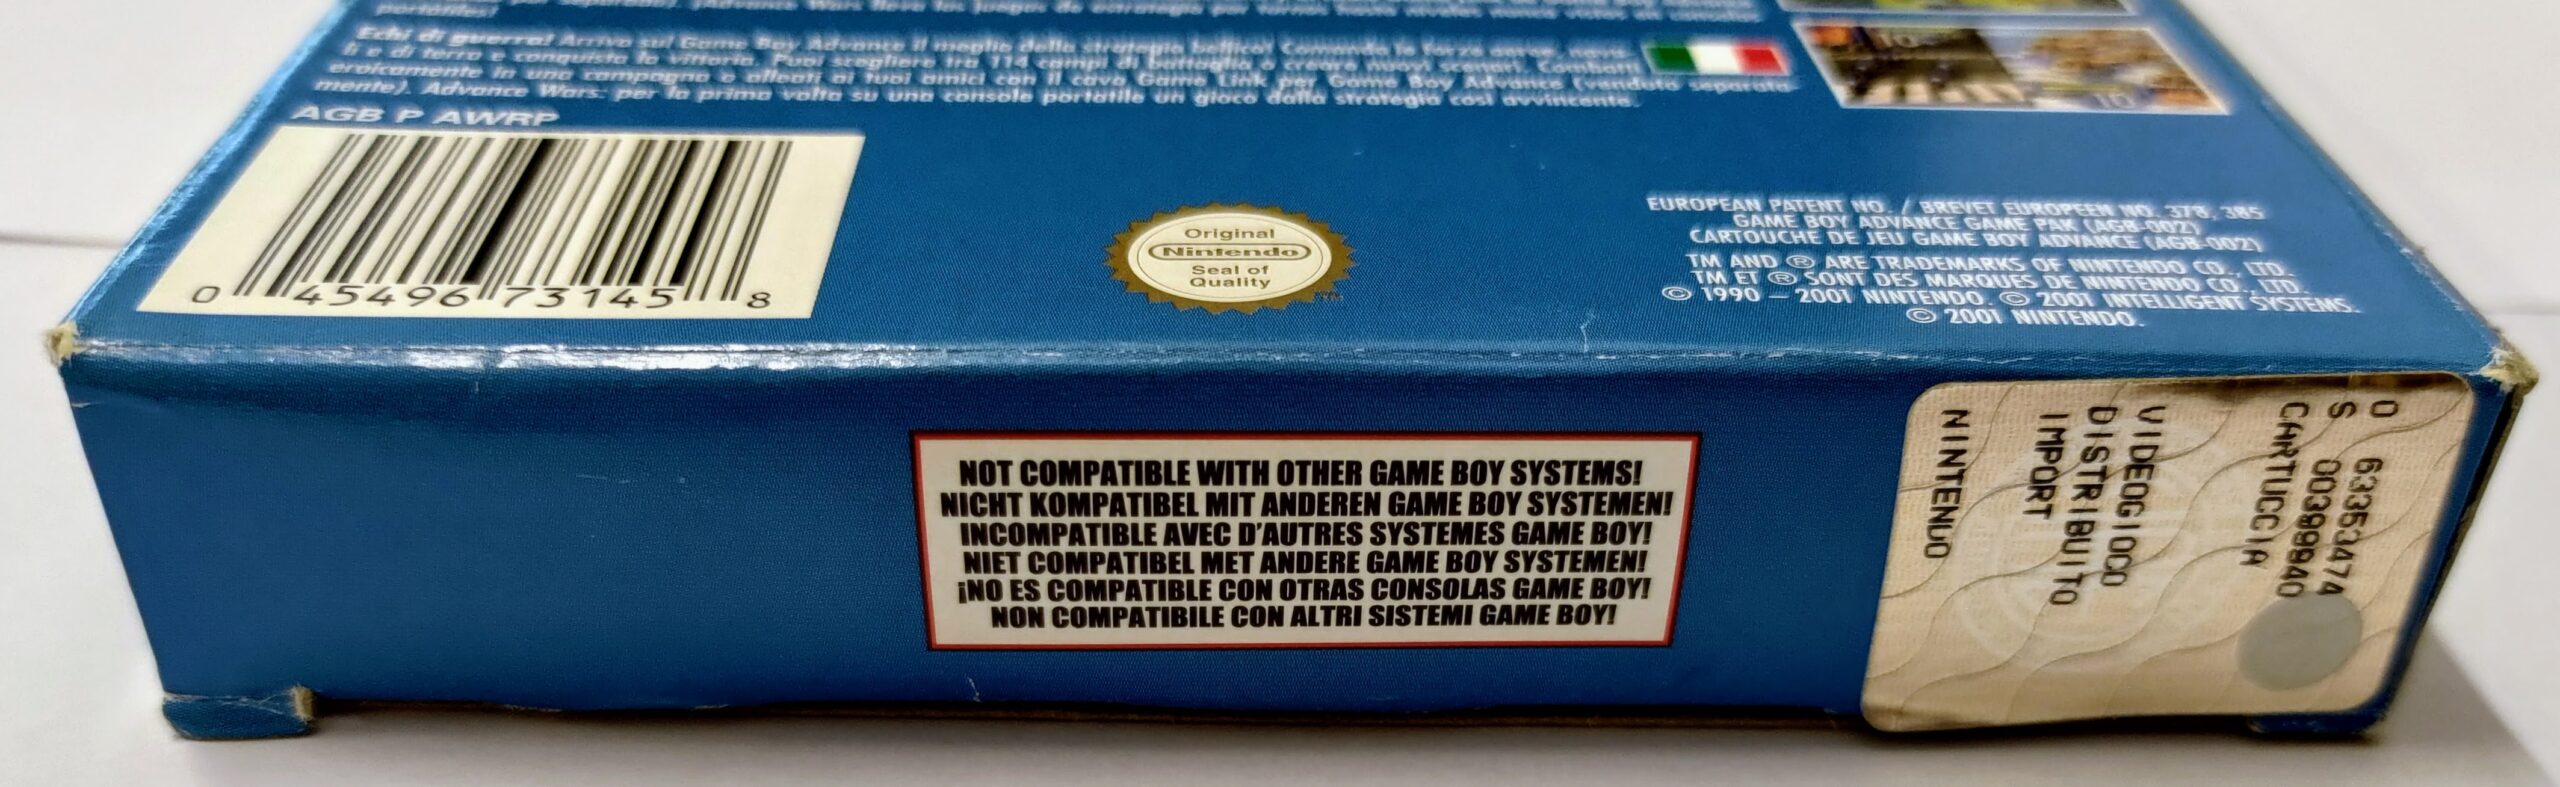 portatile!
Echi di guerra! Arriva sul Game Boy Advance il meglio della strategia bellica! Comanda le forze aeree, nava-
li e di terra e conquista la vittoria. Puoi scegliere tra 114 campi di battaglia o creare nuovi scenari. Combatti
eroicamente in una campagna o alleati ai tuoi amici con il cavo Game Link per Game Boy Advance (venduto separata-
mente). Advance Wars: per la prima volta su una console portatile un gioco dalla strategia così avvincente.
AGB P AWRP
0 45496 73145 8
Original
Nintendo
Seal of
Quality
TM
EUROPEAN PATENT NO. / BREVET EUROPEEN NO. 378, 385
GAME BOY ADVANCE GAME PAK (AGB-002)
CARTOUCHE DE JEU GAME BOY ADVANCE (AGB-002)
TM AND ® ARE TRADEMARKS OF NINTENDO CO., LTD.
TM ET ® SONT DES MARQUES DE NINTENDO CO., LTD.
© 1990 – 2001 NINTENDO. © 2001 INTELLIGENT SYSTEMS.
© 2001 NINTENDO.
NOT COMPATIBLE WITH OTHER GAME BOY SYSTEMS!
NICHT KOMPATIBEL MIT ANDEREN GAME BOY SYSTEMEN!
INCOMPATIBLE AVEC D'AUTRES SYSTEMES GAME BOY!
NIET COMPATIBEL MET ANDERE GAME BOY SYSTEMEN!
¡NO ES COMPATIBLE CON OTRAS CONSOLAS GAME BOY!
NON COMPATIBILE CON ALTRI SISTEMI GAME BOY!
O 63353474
S 00399940
CARTUCCIA
VIDEOGIOCO
DISTRIBUITO
IMPORT
NINTENDO